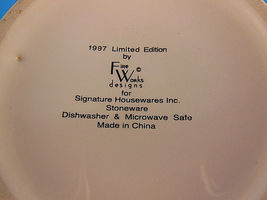 1997 Limited Edition
by
Fine ©
Works
designs
for
Signature Housewares Inc.
Stoneware
Dishwasher & Microwave Safe
Made in China